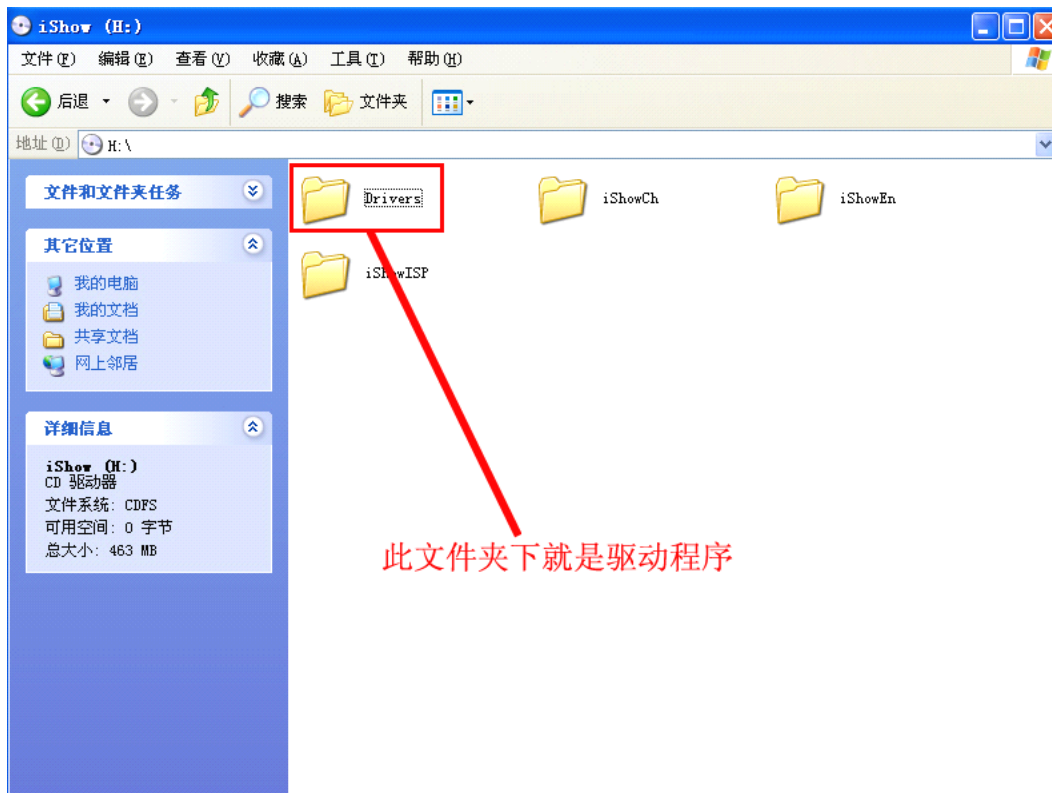 iShow (H:)
文件(F) 编辑(E) 查看(V) 收藏(A) 工具(T) 帮助(H)
后退 搜索 文件夹
地址(D) H:\
文件和文件夹任务
Drivers iShowCh iShowEn
其它位置
iShowISP
我的电脑
我的文档
共享文档
网上邻居
详细信息
iShow (H:)
CD 驱动器
文件系统: CDFS
可用空间: 0 字节
总大小: 463 MB
此文件夹下就是驱动程序